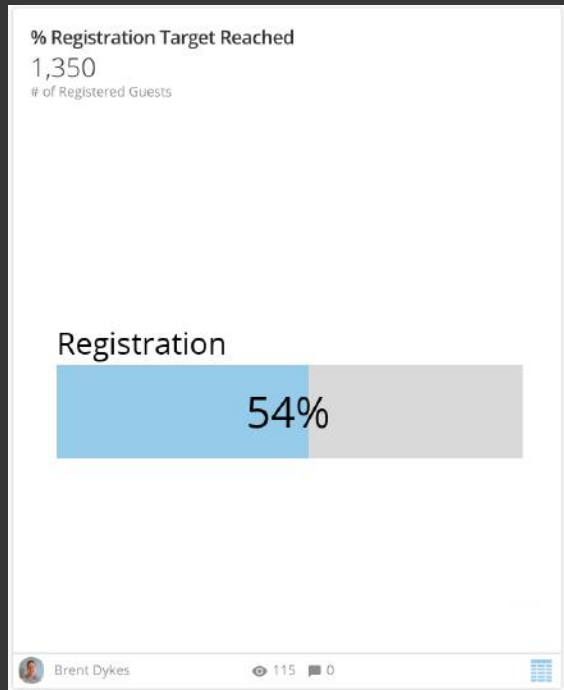 % Registration Target Reached
1,350
# of Registered Guests
Registration
54%
Brent Dykes 115 0